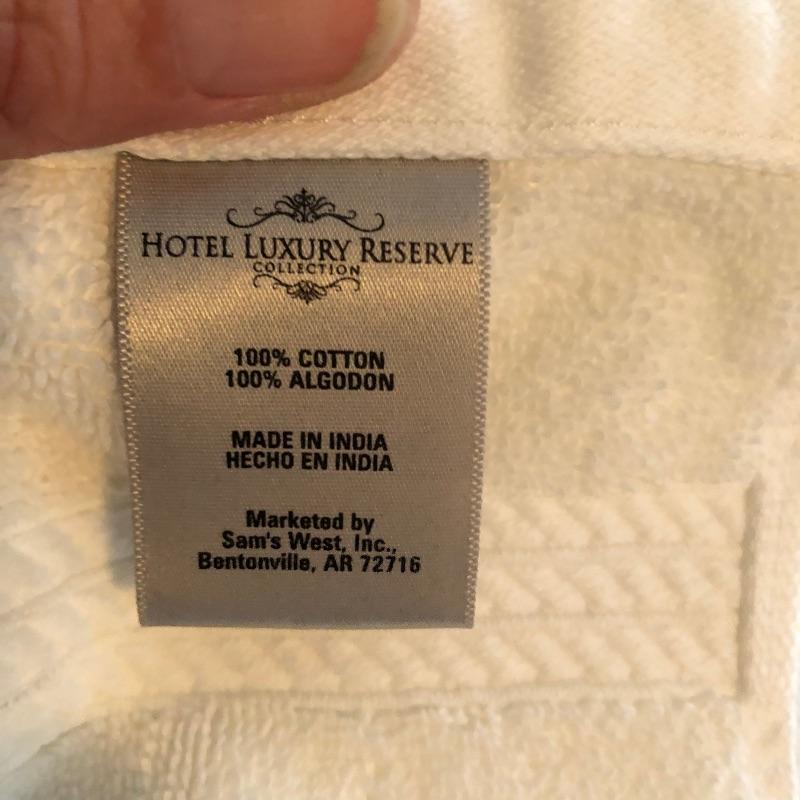 HOTEL LUXURY RESERVE
COLLECTION
100% COTTON
100% ALGODON
MADE IN INDIA
HECHO EN INDIA
Marketed by
Sam's West, Inc.,
Bentonville, AR 72716